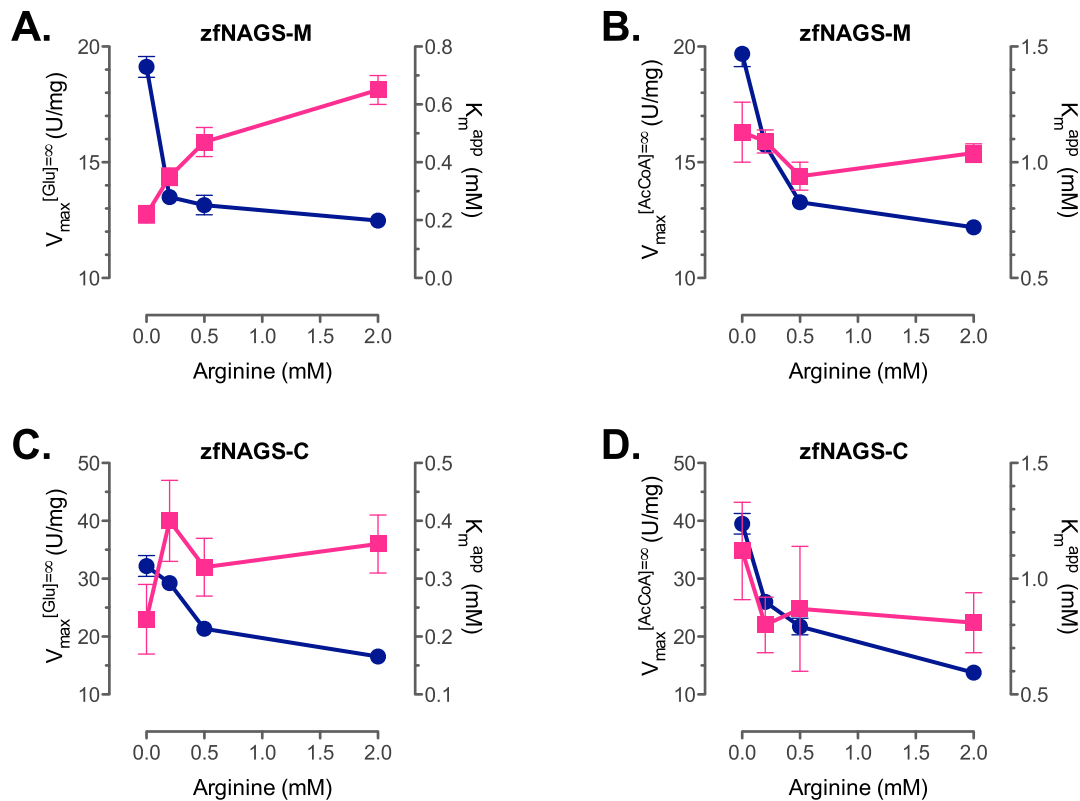 A.
zfNAGS-M
20
15
10
Vmax[Glu]=∞ (U/mg)
0.8
0.6
0.4
0.2
0.0
Kmapp (mM)
0.0 0.5 1.0 1.5 2.0
Arginine (mM)
B.
zfNAGS-M
20
15
10
Vmax[AcCoA]=∞ (U/mg)
1.5
1.0
0.5
Kmapp (mM)
0.0 0.5 1.0 1.5 2.0
Arginine (mM)
C.
zfNAGS-C
50
40
30
20
10
Vmax[Glu]=∞ (U/mg)
0.5
0.4
0.3
0.2
0.1
Kmapp (mM)
0.0 0.5 1.0 1.5 2.0
Arginine (mM)
D.
zfNAGS-C
50
40
30
20
10
Vmax[AcCoA]=∞ (U/mg)
1.5
1.0
0.5
Kmapp (mM)
0.0 0.5 1.0 1.5 2.0
Arginine (mM)